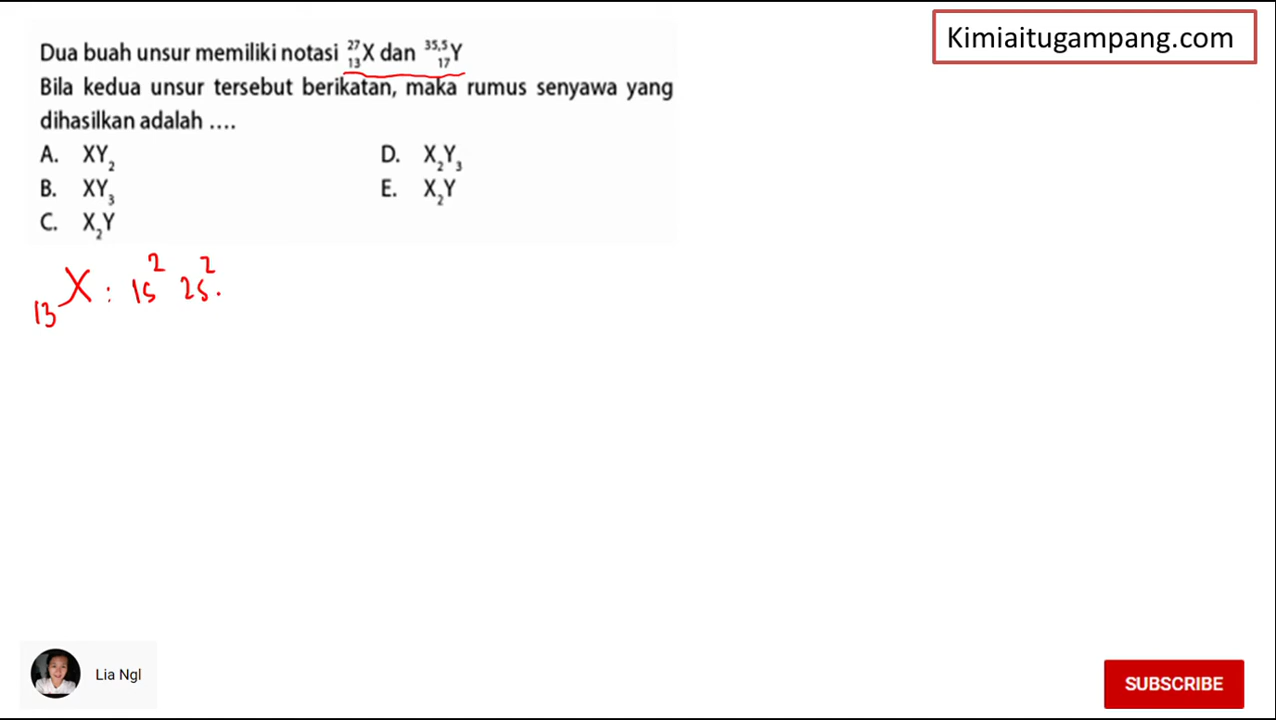 Kimiaitugampang.com
Dua buah unsur memiliki notasi ²⁷₁₃X dan ³⁵,⁵₁₇Y
Bila kedua unsur tersebut berikatan, maka rumus senyawa yang
dihasilkan adalah ....
A. XY₂
B. XY₃
C. X₂Y
D. X₂Y₃
E. X₂Y
₁₃X : 1s² 2s²
Lia Ngl
SUBSCRIBE